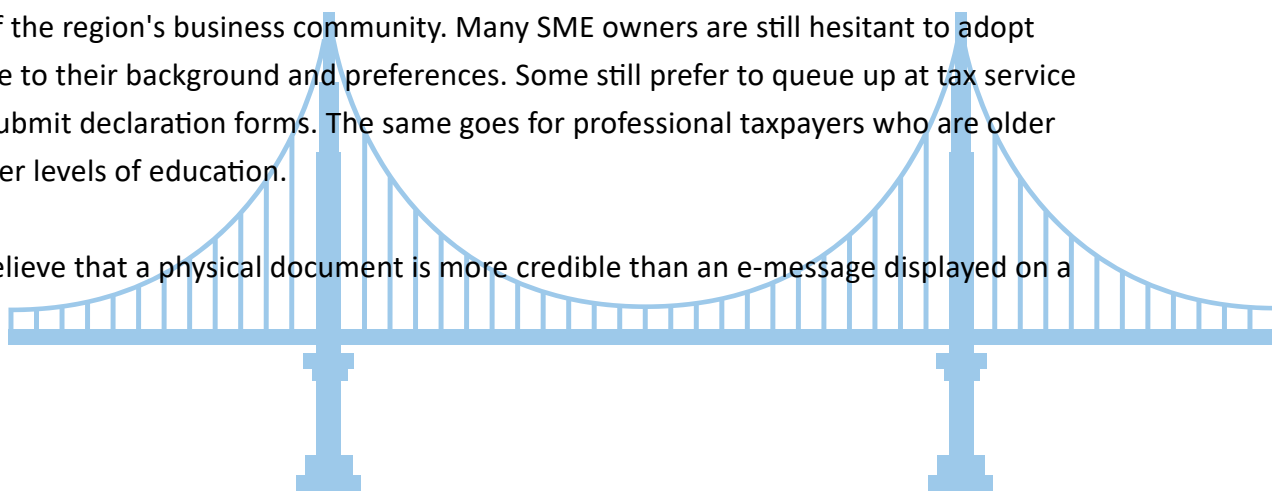 f the region's business community. Many SME owners are still hesitant to adopt
e to their background and preferences. Some still prefer to queue up at tax service
ubmit declaration forms. The same goes for professional taxpayers who are older
er levels of education.
elieve that a physical document is more credible than an e-message displayed on a